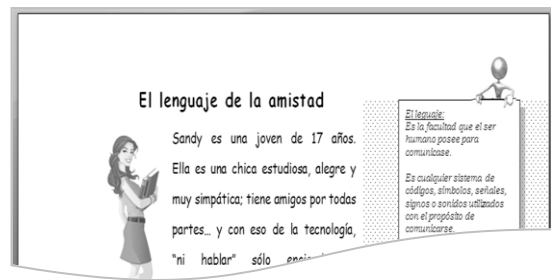 El lenguaje de la amistad
Sandy es una joven de 17 años.
Ella es una chica estudiosa, alegre y
muy simpática; tiene amigos por todas
partes... y con eso de la tecnología,
"ni hablar" sólo
El leguaje:
Es la facultad que el ser
humano posee para
comunicase.
Es cualquier sistema de
códigos, símbolos, señales,
signos o sonidos utilizados
con el propósito de
comunicarse.